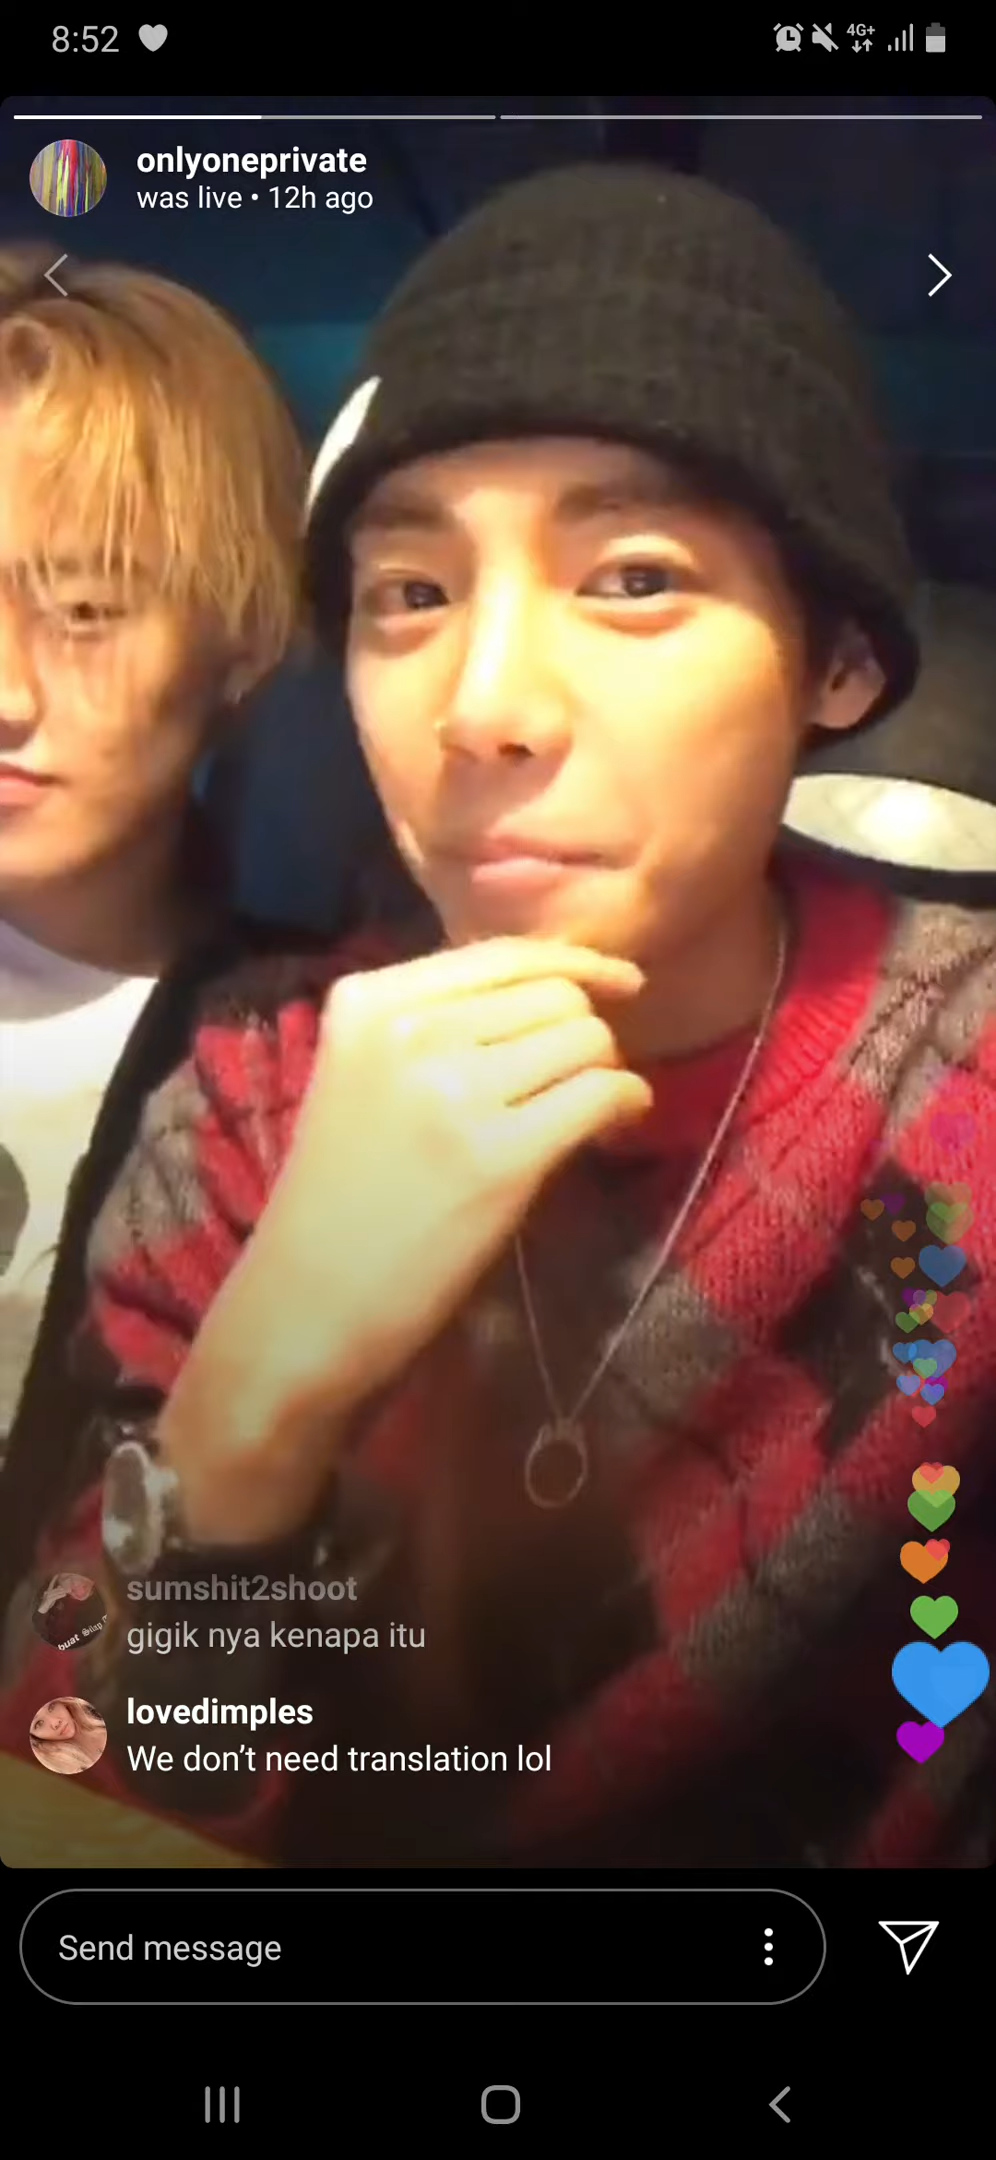 8:52
4G+
onlyoneprivate
was live • 12h ago
sumshit2shoot
gigik nya kenapa itu
buat
lovedimples
We don’t need translation lol
Send message